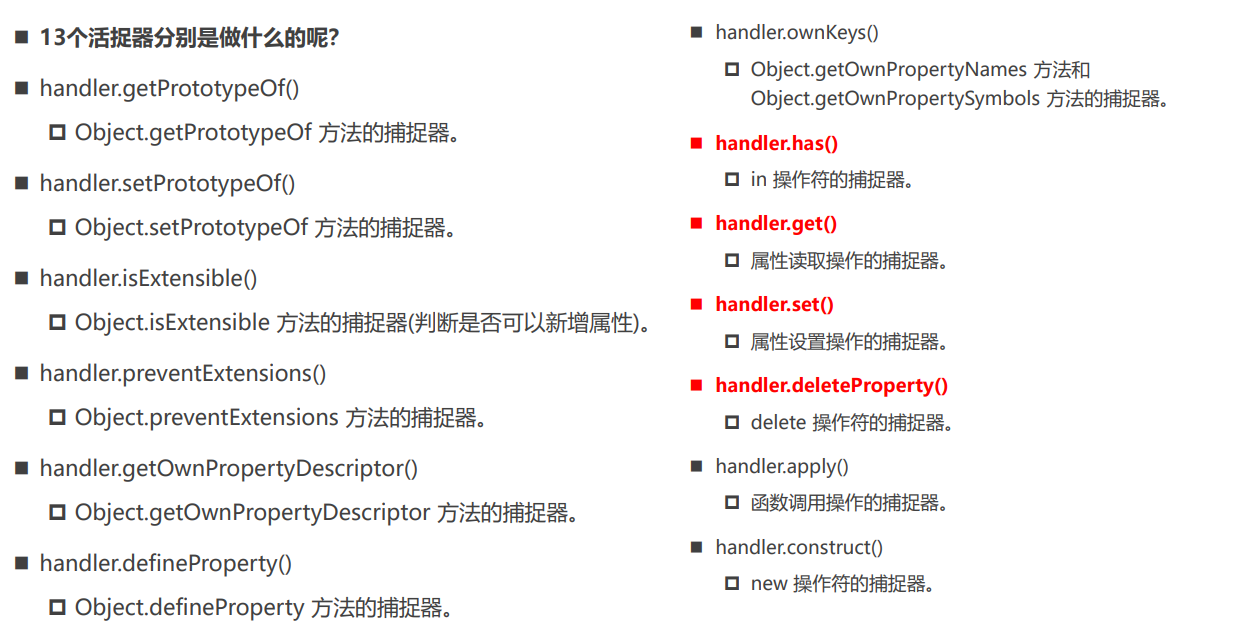 13个活捉器分别是做什么的呢?
handler.getPrototypeOf()
Object.getPrototypeOf 方法的捕捉器。
handler.setPrototypeOf()
Object.setPrototypeOf 方法的捕捉器。
handler.isExtensible()
Object.isExtensible 方法的捕捉器(判断是否可以新增属性)。
handler.preventExtensions()
Object.preventExtensions 方法的捕捉器。
handler.getOwnPropertyDescriptor()
Object.getOwnPropertyDescriptor 方法的捕捉器。
handler.defineProperty()
Object.defineProperty 方法的捕捉器。
handler.ownKeys()
Object.getOwnPropertyNames 方法和
Object.getOwnPropertySymbols 方法的捕捉器。
handler.has()
in 操作符的捕捉器。
handler.get()
属性读取操作的捕捉器。
handler.set()
属性设置操作的捕捉器。
handler.deleteProperty()
delete 操作符的捕捉器。
handler.apply()
函数调用操作的捕捉器。
handler.construct()
new 操作符的捕捉器。